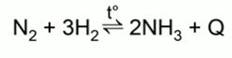 N₂ + 3H₂ ⇌ 2NH₃ + Q
t°